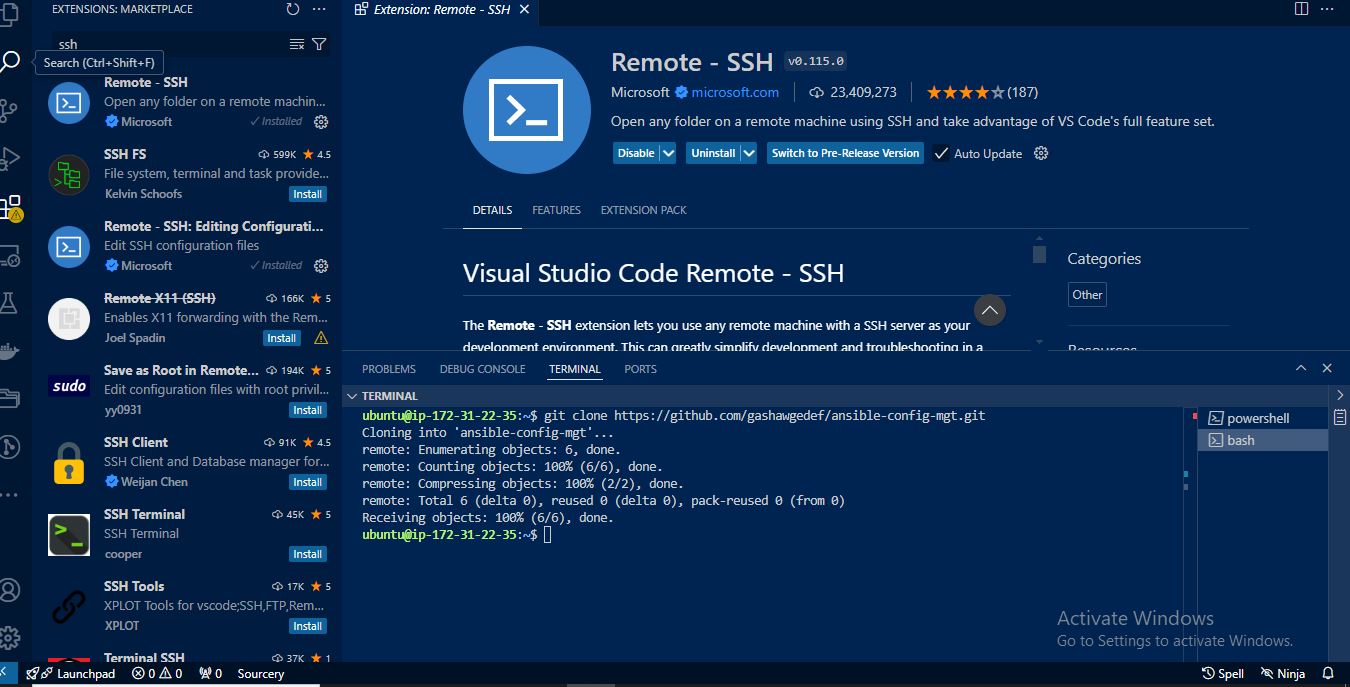 EXTENSIONS: MARKETPLACE
ssh
Search (Ctrl+Shift+F)
Remote - SSH
Open any folder on a remote machin...
Microsoft
Installed
SSH FS
599K 4.5
File system, terminal and task provide...
Kelvin Schoofs
Install
Remote - SSH: Editing Configurati...
Edit SSH configuration files
Microsoft
Installed
Remote X11 (SSH)
166K 5
Enables X11 forwarding with the Rem...
Joel Spadin
Install
Save as Root in Remote...
194K 5
sudo
Edit configuration files with root privil...
yy0931
Install
SSH Client
91K 4.5
SSH Client and Database manager for...
Weijan Chen
Install
SSH Terminal
45K 5
SSH Terminal
cooper
Install
SSH Tools
17K 5
XPLOT Tools for vscode;SSH,FTP,Rem...
XPLOT
Install
Terminal SSH
37K 1
Extension: Remote - SSH
Remote - SSH v0.115.0
Microsoft microsoft.com 23,409,273 (187)
Open any folder on a remote machine using SSH and take advantage of VS Code's full feature set.
Disable Uninstall Switch to Pre-Release Version Auto Update
DETAILS FEATURES EXTENSION PACK
Visual Studio Code Remote - SSH
The Remote - SSH extension lets you use any remote machine with a SSH server as your
development environment. This can greatly simplify development and troubleshooting in a
Categories
Other
Resources
PROBLEMS DEBUG CONSOLE TERMINAL PORTS
TERMINAL
ubuntu@ip-172-31-22-35:~$ git clone https://github.com/gashawgedef/ansible-config-mgt.git
Cloning into 'ansible-config-mgt'...
remote: Enumerating objects: 6, done.
remote: Counting objects: 100% (6/6), done.
remote: Compressing objects: 100% (2/2), done.
remote: Total 6 (delta 0), reused 0 (delta 0), pack-reused 0 (from 0)
Receiving objects: 100% (6/6), done.
ubuntu@ip-172-31-22-35:~$
powershell
bash
Activate Windows
Go to Settings to activate Windows.
Launchpad 0 0 0 Sourcery
Spell Ninja